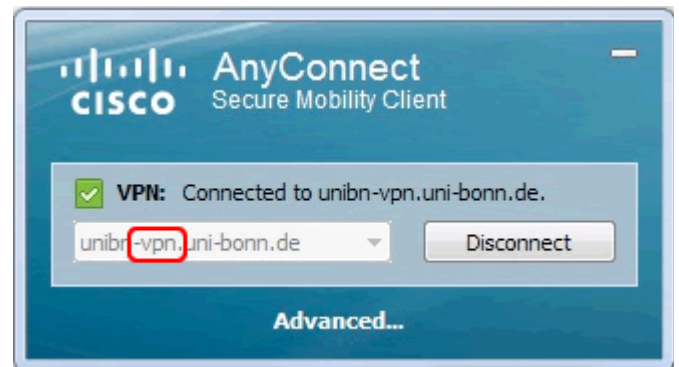 AnyConnect
CISCO Secure Mobility Client
VPN: Connected to unibn-vpn.uni-bonn.de.
unibn-vpn.uni-bonn.de Disconnect
Advanced...